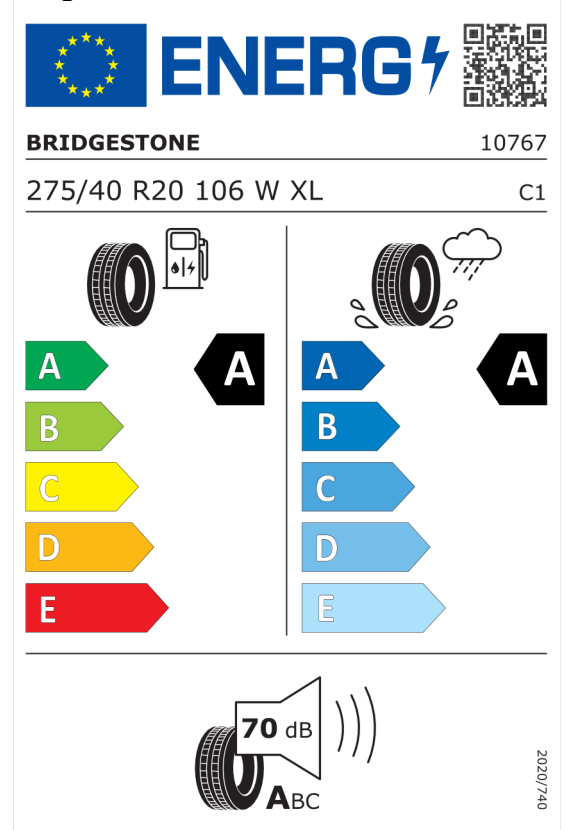 ENERG
BRIDGESTONE 10767
275/40 R20 106 W XL C1
A A A A
B B
C C
D D
E E
70 dB
ABC
2020/740